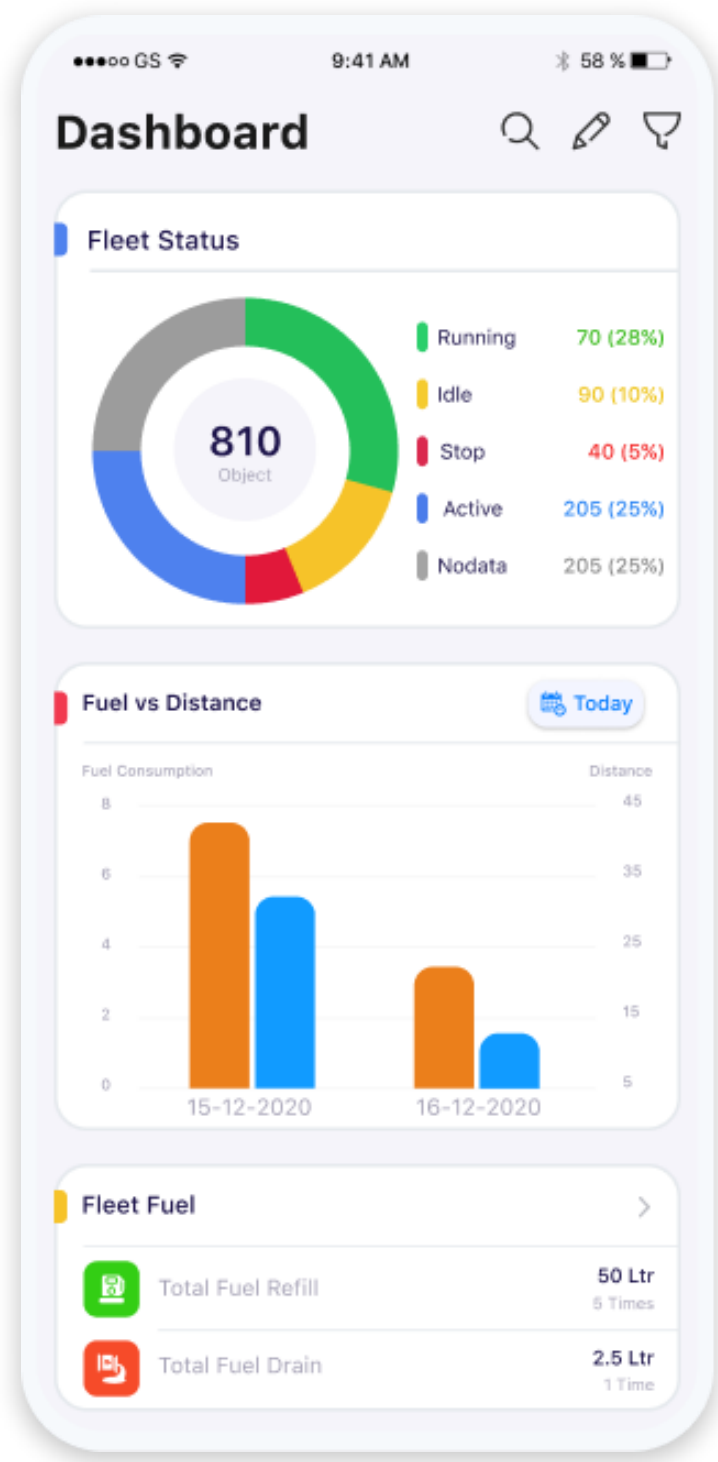 ●●●○○ GS 9:41 AM 58 %
Dashboard
Fleet Status
810
Object
Running 70 (28%)
Idle 90 (10%)
Stop 40 (5%)
Active 205 (25%)
Nodata 205 (25%)
Fuel vs Distance Today
Fuel Consumption Distance
8 45
6 35
4 25
2 15
0 5
15-12-2020 16-12-2020
Fleet Fuel
Total Fuel Refill 50 Ltr
5 Times
Total Fuel Drain 2.5 Ltr
1 Time